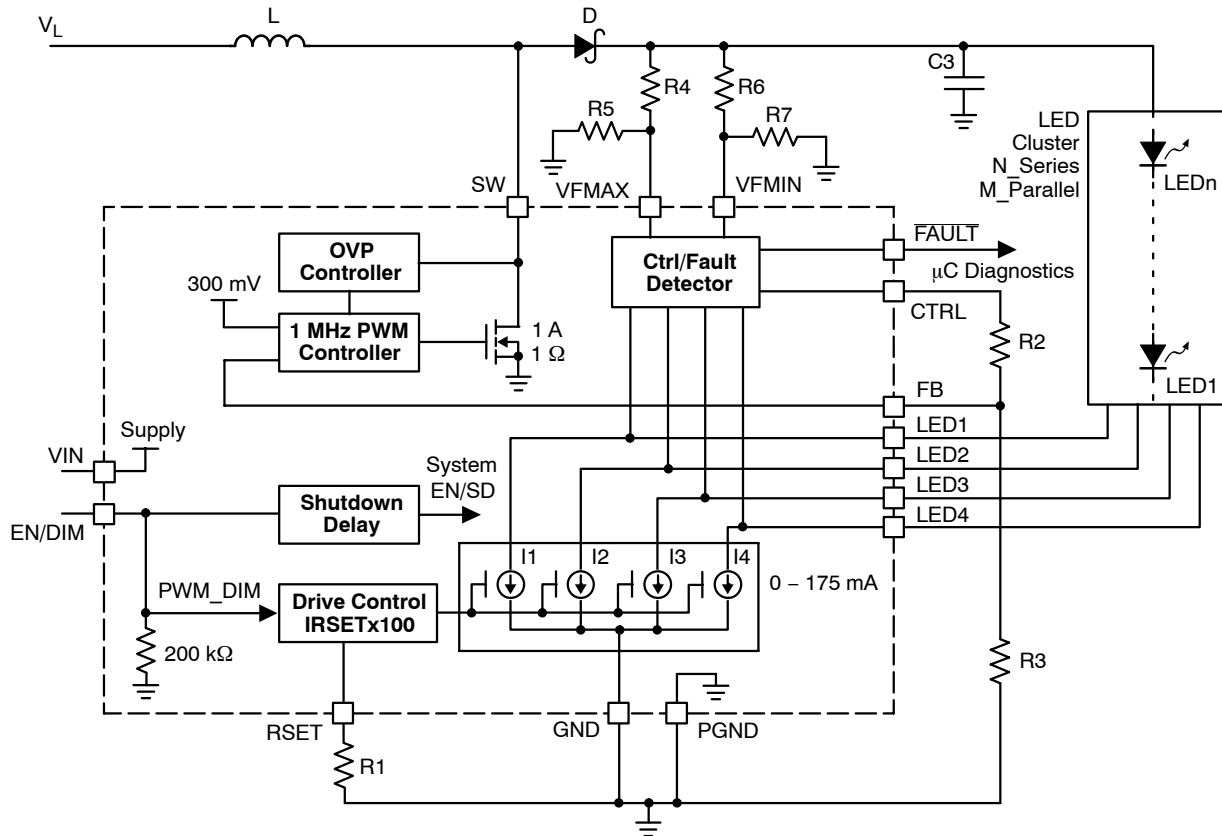 V_L
L
D
R4
R6
C3
R5
R7
LED
Cluster
N_Series
M_Parallel
LEDn
SW
VFMAX
VFMIN
OVP
Controller
Ctrl/Fault
Detector
FAULT
μC Diagnostics
300 mV
CTRL
1 MHz PWM
Controller
1 A
1 Ω
R2
LED1
FB
LED1
Supply
VIN
LED2
System
EN/SD
LED3
EN/DIM
Shutdown
Delay
LED4
I1
I2
I3
I4
0 – 175 mA
PWM_DIM
Drive Control
IRSETx100
200 kΩ
R3
RSET
GND
PGND
R1